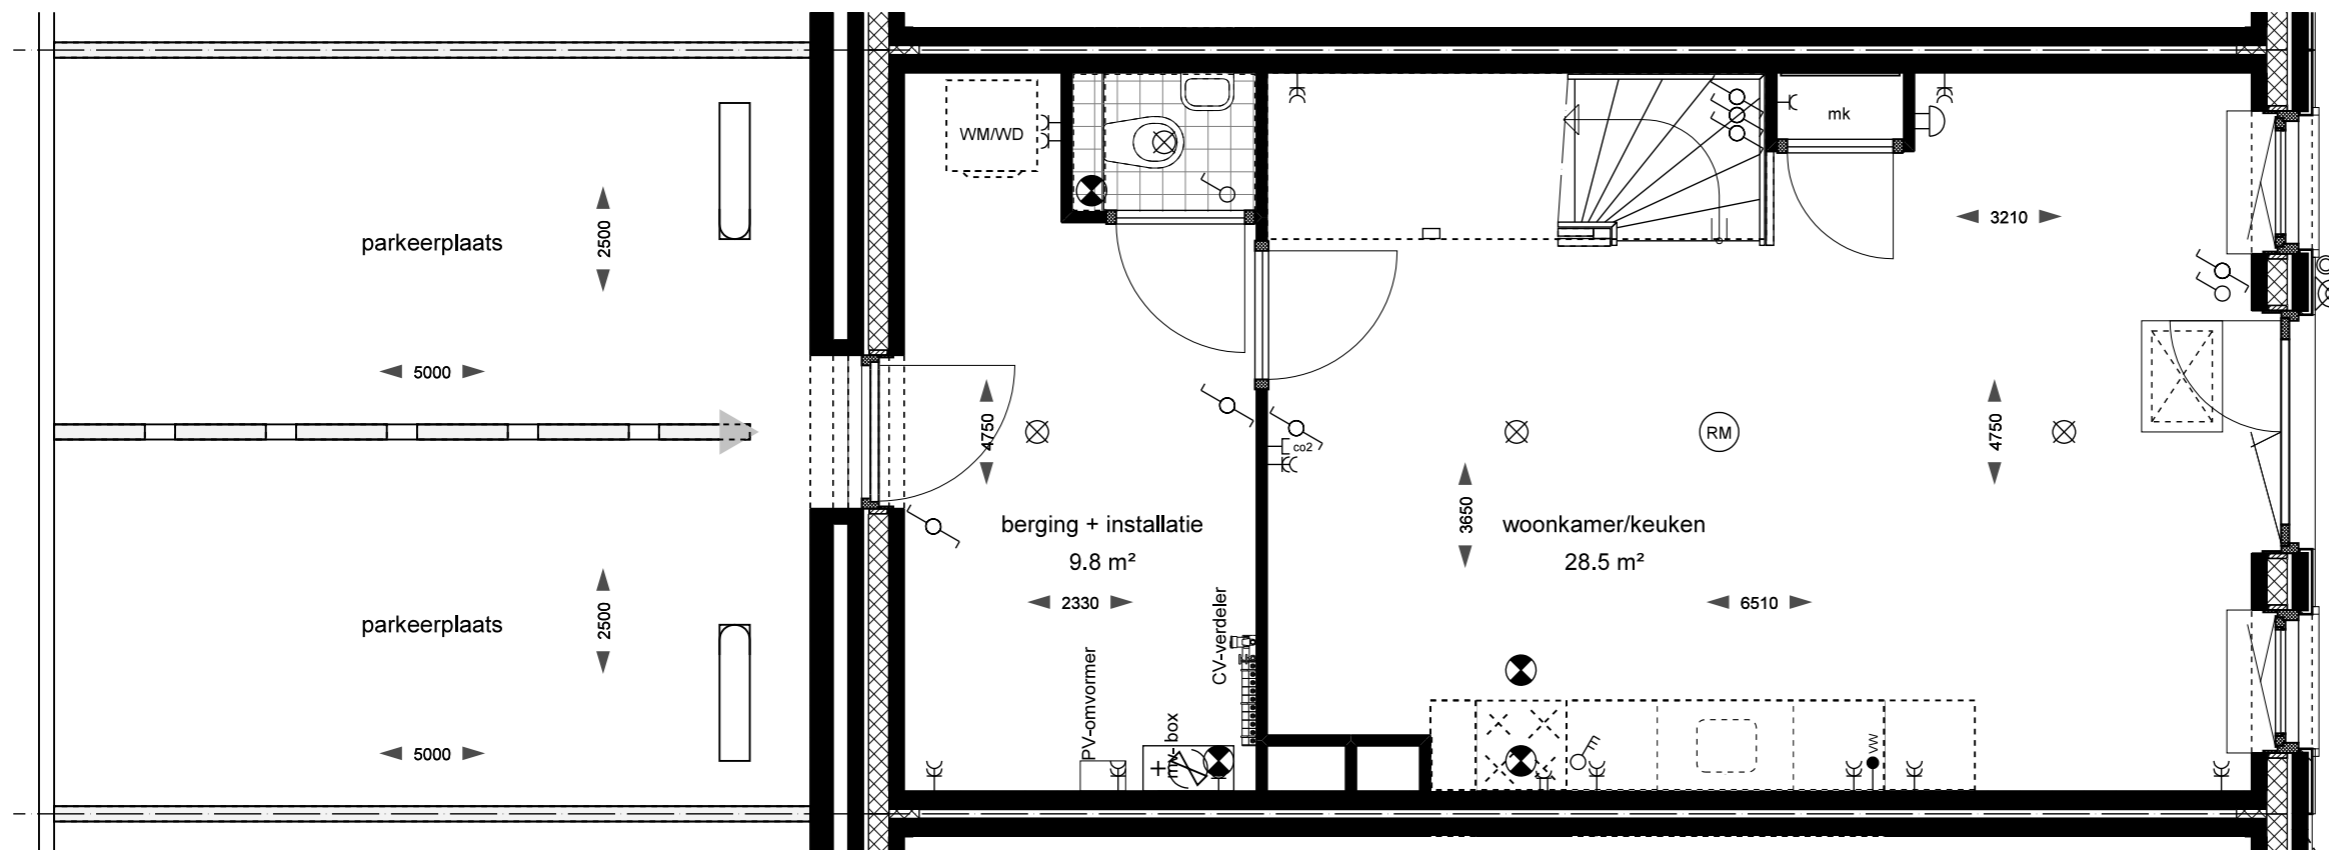 WM/WD
mk
parkeerplaats
2500
3210
5000
4750
co2
RM
4750
3650
berging + installatie
9.8 m²
woonkamer/keuken
28.5 m²
2330
6510
parkeerplaats
2500
CV-verdeler
PV-omvormer
mv-box
VW
5000